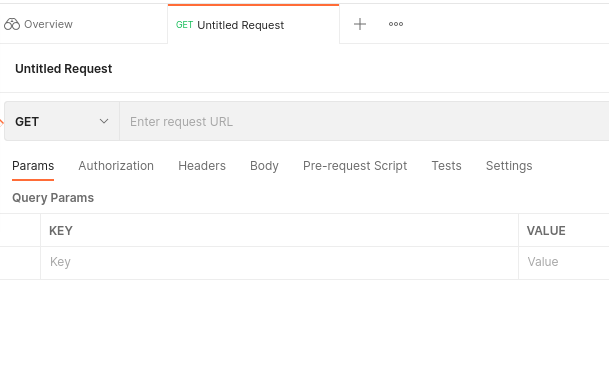 Overview
GET Untitled Request
Untitled Request
GET Enter request URL
Params Authorization Headers Body Pre-request Script Tests Settings
Query Params
KEY VALUE
Key Value